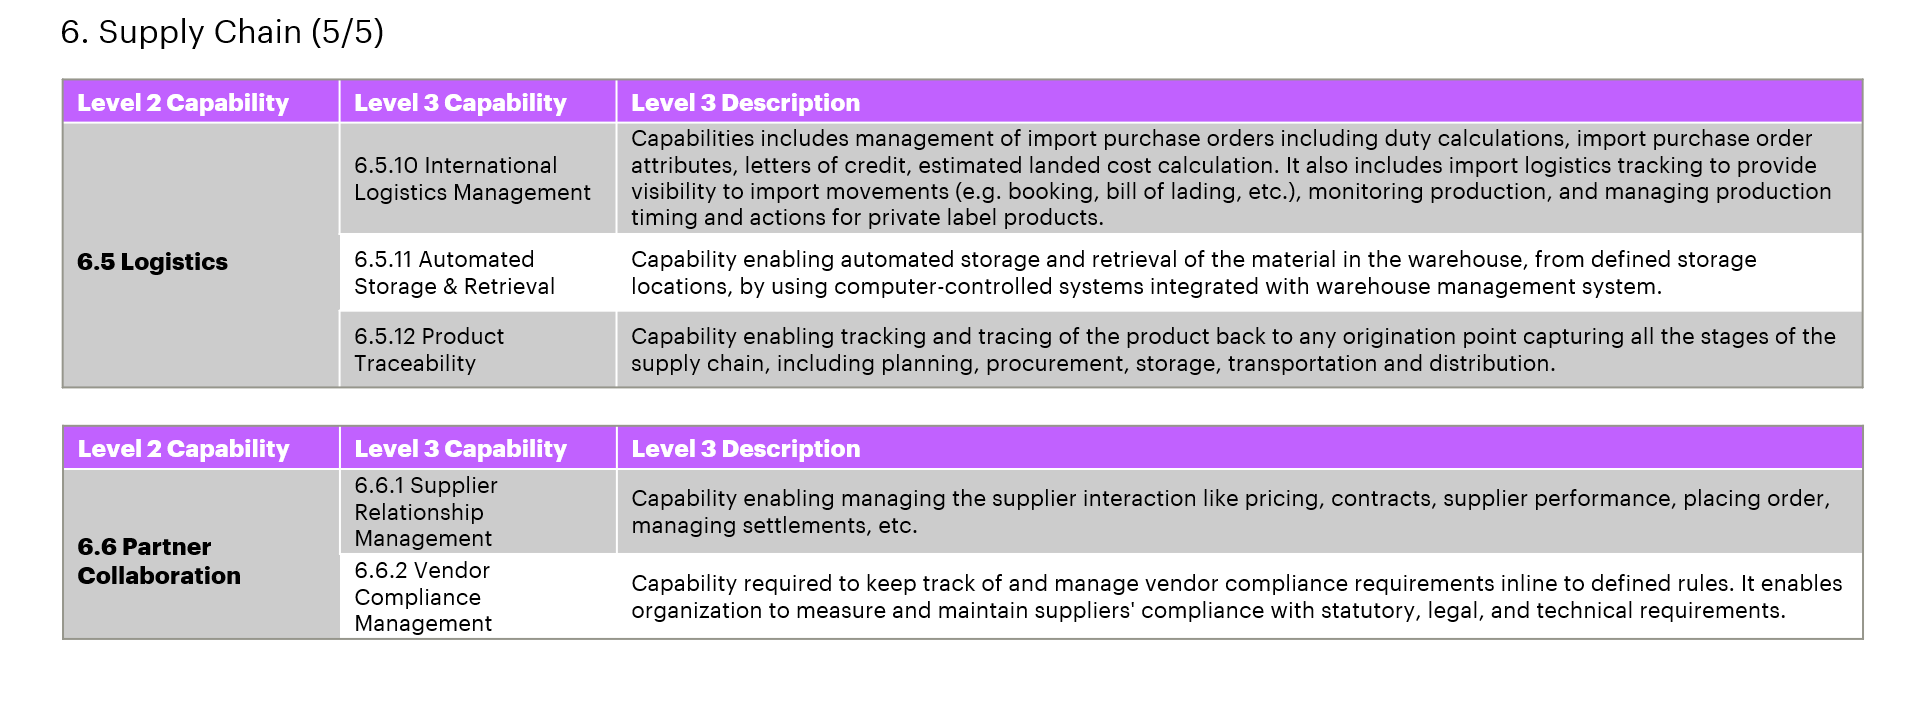 6. Supply Chain (5/5)
Level 2 Capability
Level 3 Capability
Level 3 Description
6.5 Logistics
6.5.10 International
Logistics Management
Capabilities includes management of import purchase orders including duty calculations, import purchase order
attributes, letters of credit, estimated landed cost calculation. It also includes import logistics tracking to provide
visibility to import movements (e.g. booking, bill of lading, etc.), monitoring production, and managing production
timing and actions for private label products.
6.5.11 Automated
Storage & Retrieval
Capability enabling automated storage and retrieval of the material in the warehouse, from defined storage
locations, by using computer-controlled systems integrated with warehouse management system.
6.5.12 Product
Traceability
Capability enabling tracking and tracing of the product back to any origination point capturing all the stages of the
supply chain, including planning, procurement, storage, transportation and distribution.
Level 2 Capability
Level 3 Capability
Level 3 Description
6.6 Partner
Collaboration
6.6.1 Supplier
Relationship
Management
Capability enabling managing the supplier interaction like pricing, contracts, supplier performance, placing order,
managing settlements, etc.
6.6.2 Vendor
Compliance
Management
Capability required to keep track of and manage vendor compliance requirements inline to defined rules. It enables
organization to measure and maintain suppliers' compliance with statutory, legal, and technical requirements.